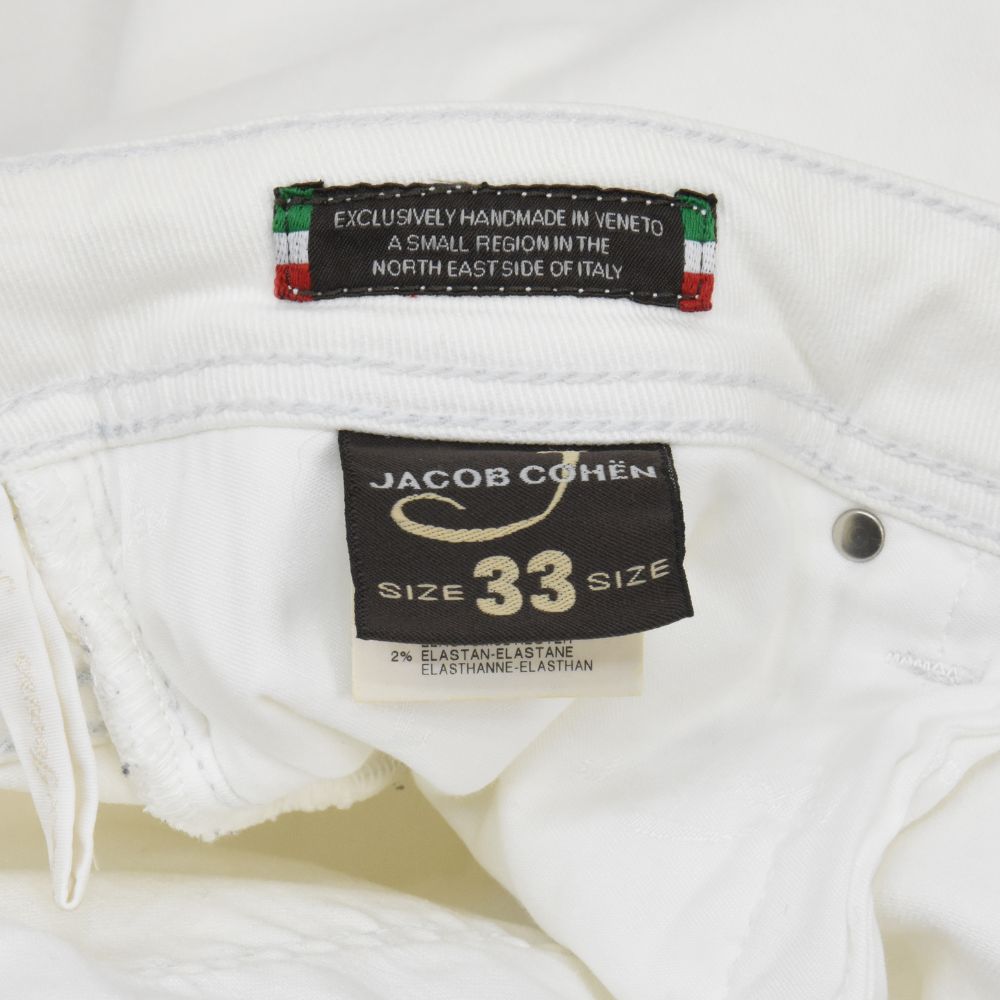 EXCLUSIVELY HANDMADE IN VENETO
A SMALL REGION IN THE
NORTH EAST SIDE OF ITALY
JACOB COHËN
SIZE 33 SIZE
2% ELASTAN-ELASTANE
ELASTHANNE-ELASTHAN